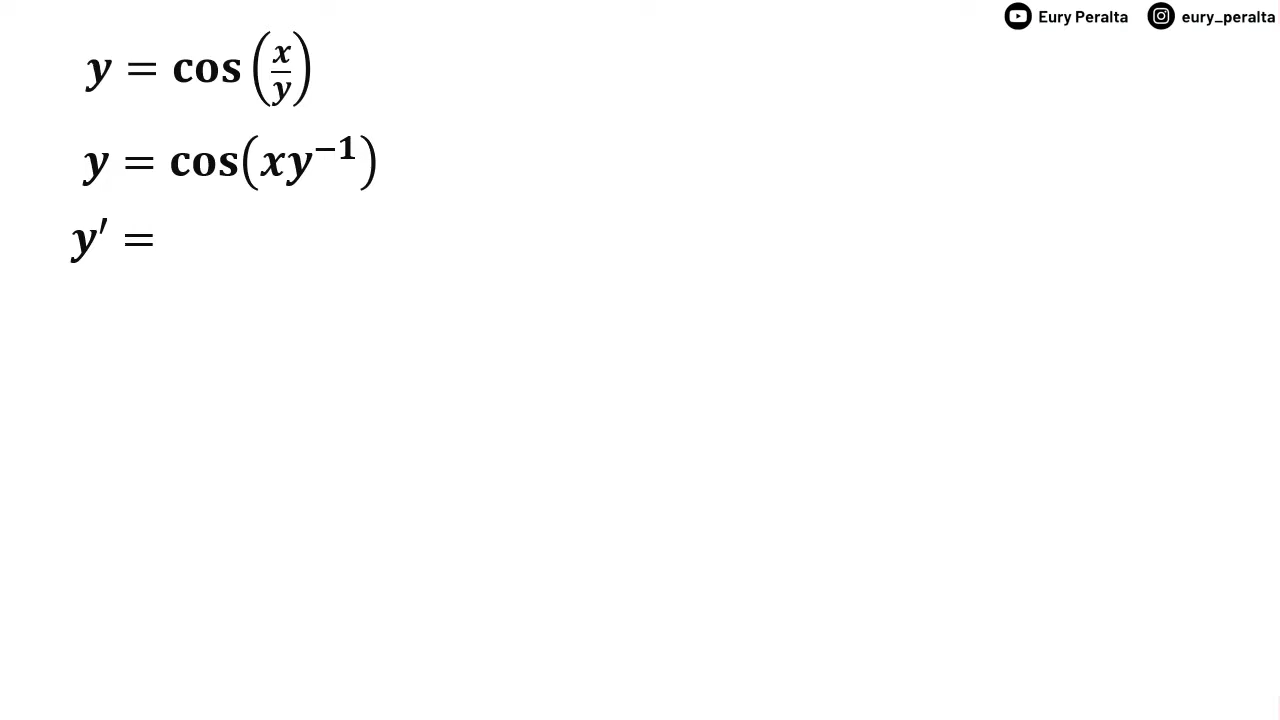 Eury Peralta eury_peralta
y = cos(x/y)
y = cos(xy⁻¹)
y′ =